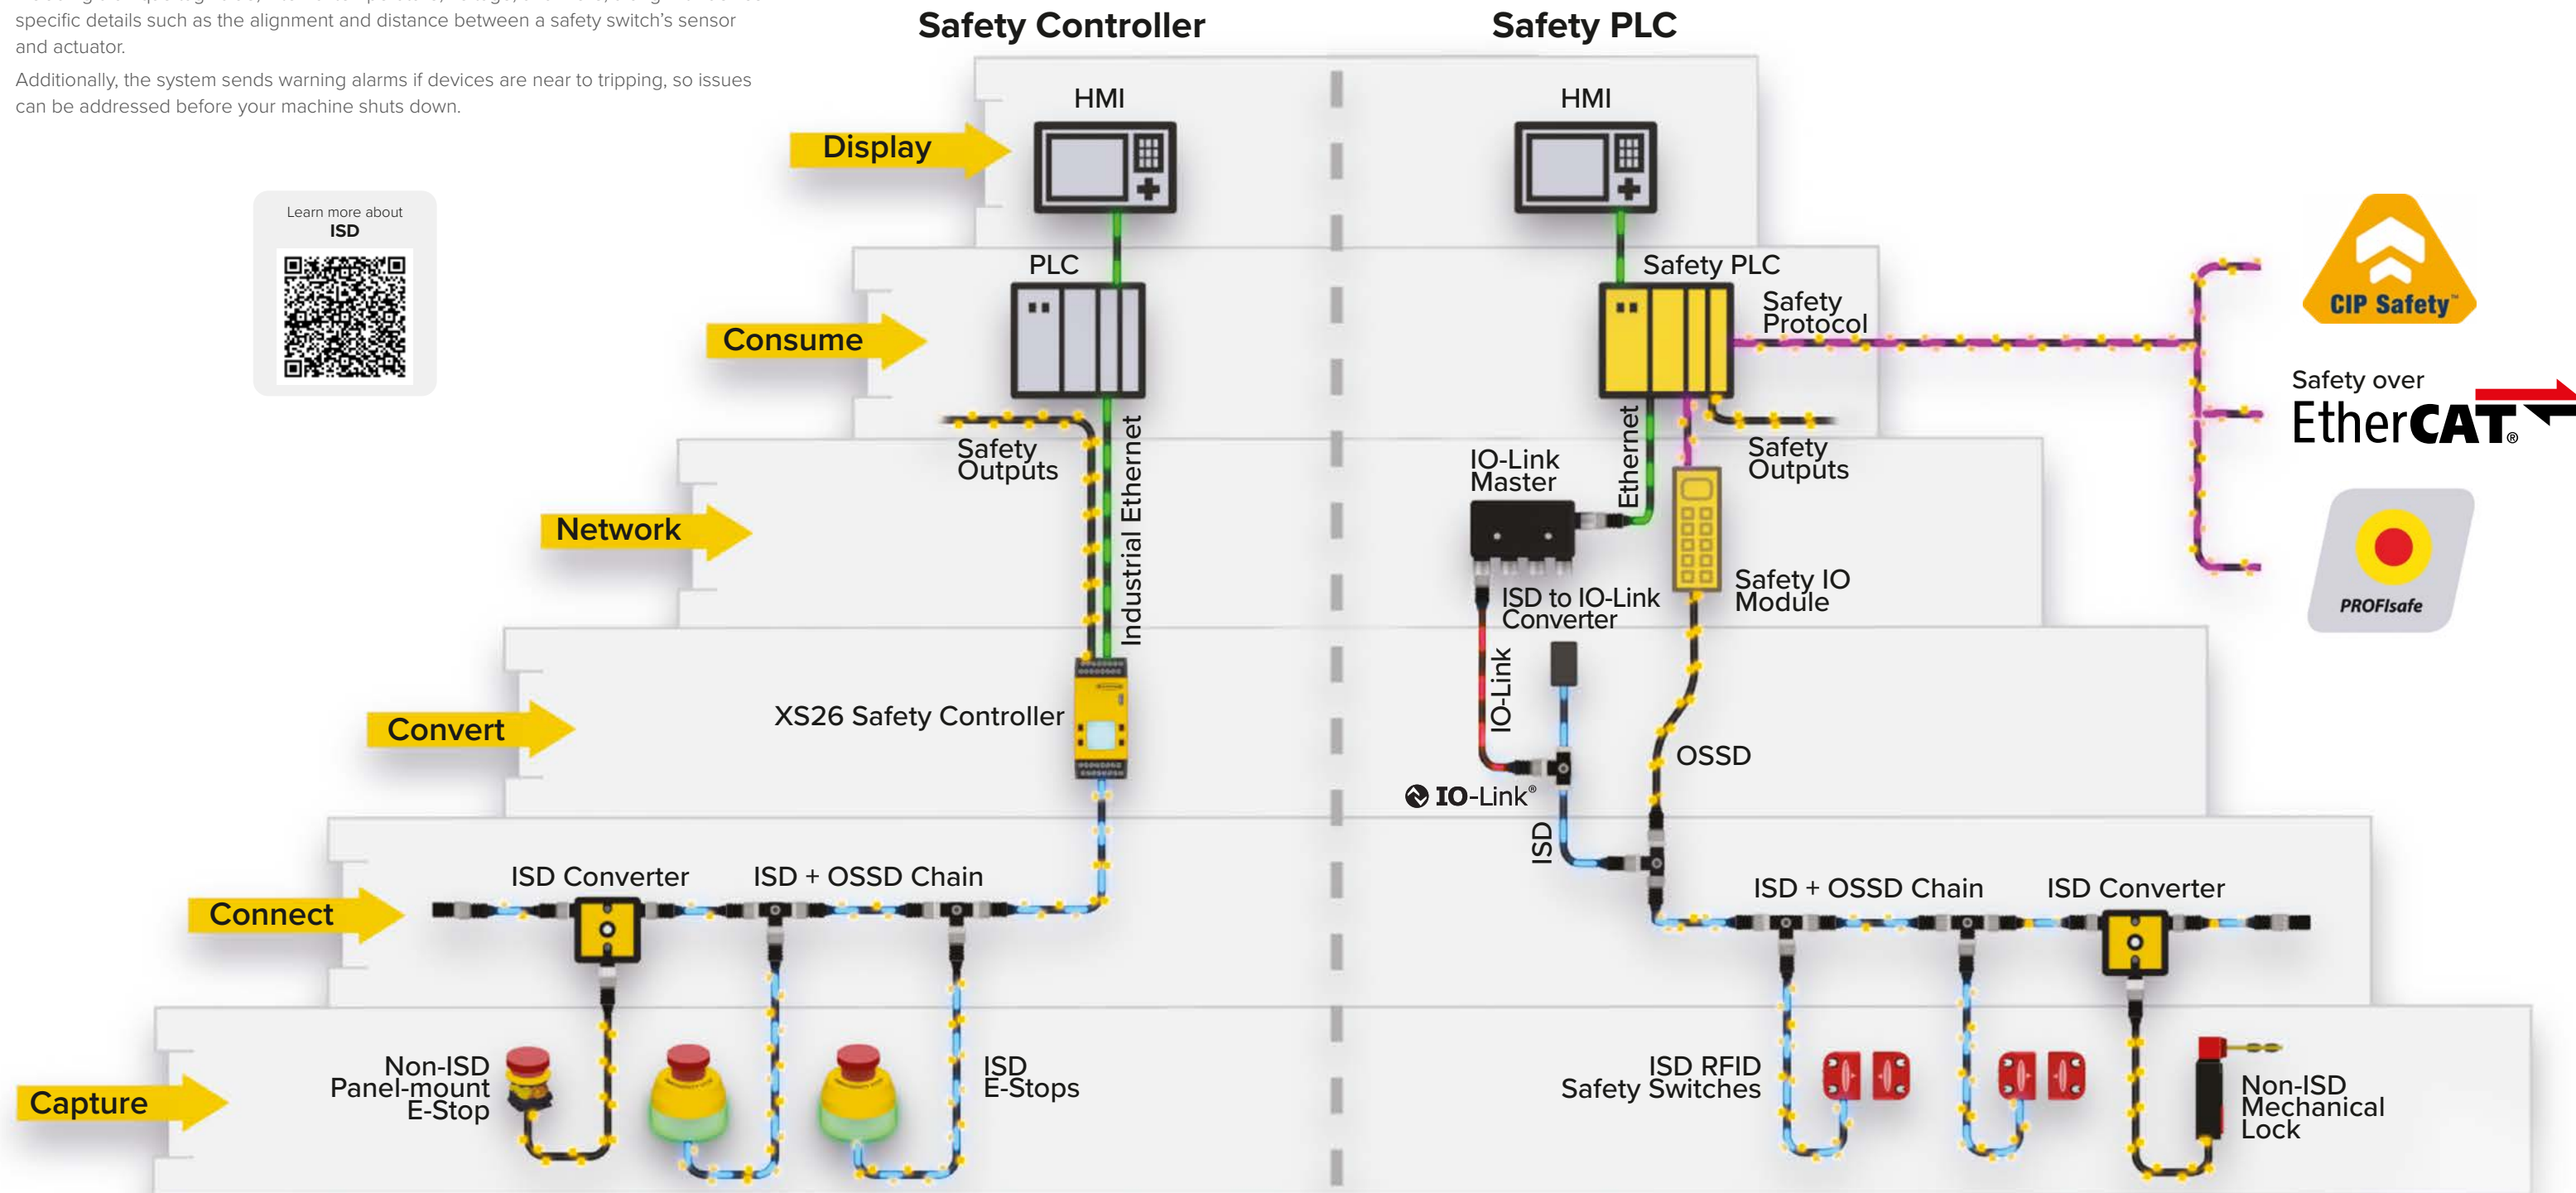 specific details such as the alignment and distance between a safety switch's sensor
and actuator.
Additionally, the system sends warning alarms if devices are near to tripping, so issues
can be addressed before your machine shuts down.
Learn more about
ISD
Safety Controller
Safety PLC
Display
HMI
HMI
Consume
PLC
Safety PLC
Safety
Protocol
CIP Safety™
Safety over
EtherCAT®
PROFIsafe
Safety
Outputs
Industrial Ethernet
Ethernet
Safety
Outputs
Network
IO-Link
Master
Safety IO
Module
ISD to IO-Link
Converter
Convert
XS26 Safety Controller
IO-Link
OSSD
IO-Link®
ISD
Connect
ISD Converter
ISD + OSSD Chain
ISD + OSSD Chain
ISD Converter
Capture
Non-ISD
Panel-mount
E-Stop
ISD
E-Stops
ISD RFID
Safety Switches
Non-ISD
Mechanical
Lock